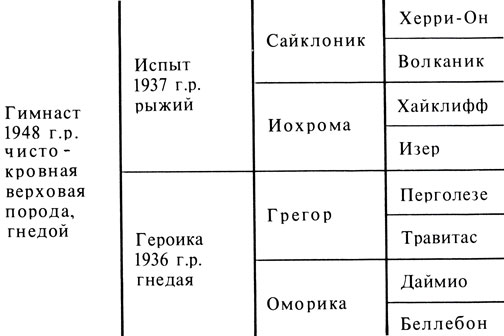 Гимнаст
1948 г.р.
чисто-
кровная
верховая
порода,
гнедой
Испыт
1937 г.р.
рыжий
Героика
1936 г.р.
гнедая
Сайклоник
Иохрома
Грегор
Оморика
Херри-Он
Волканик
Хайклифф
Изер
Перголезе
Травитас
Даймио
Беллебон